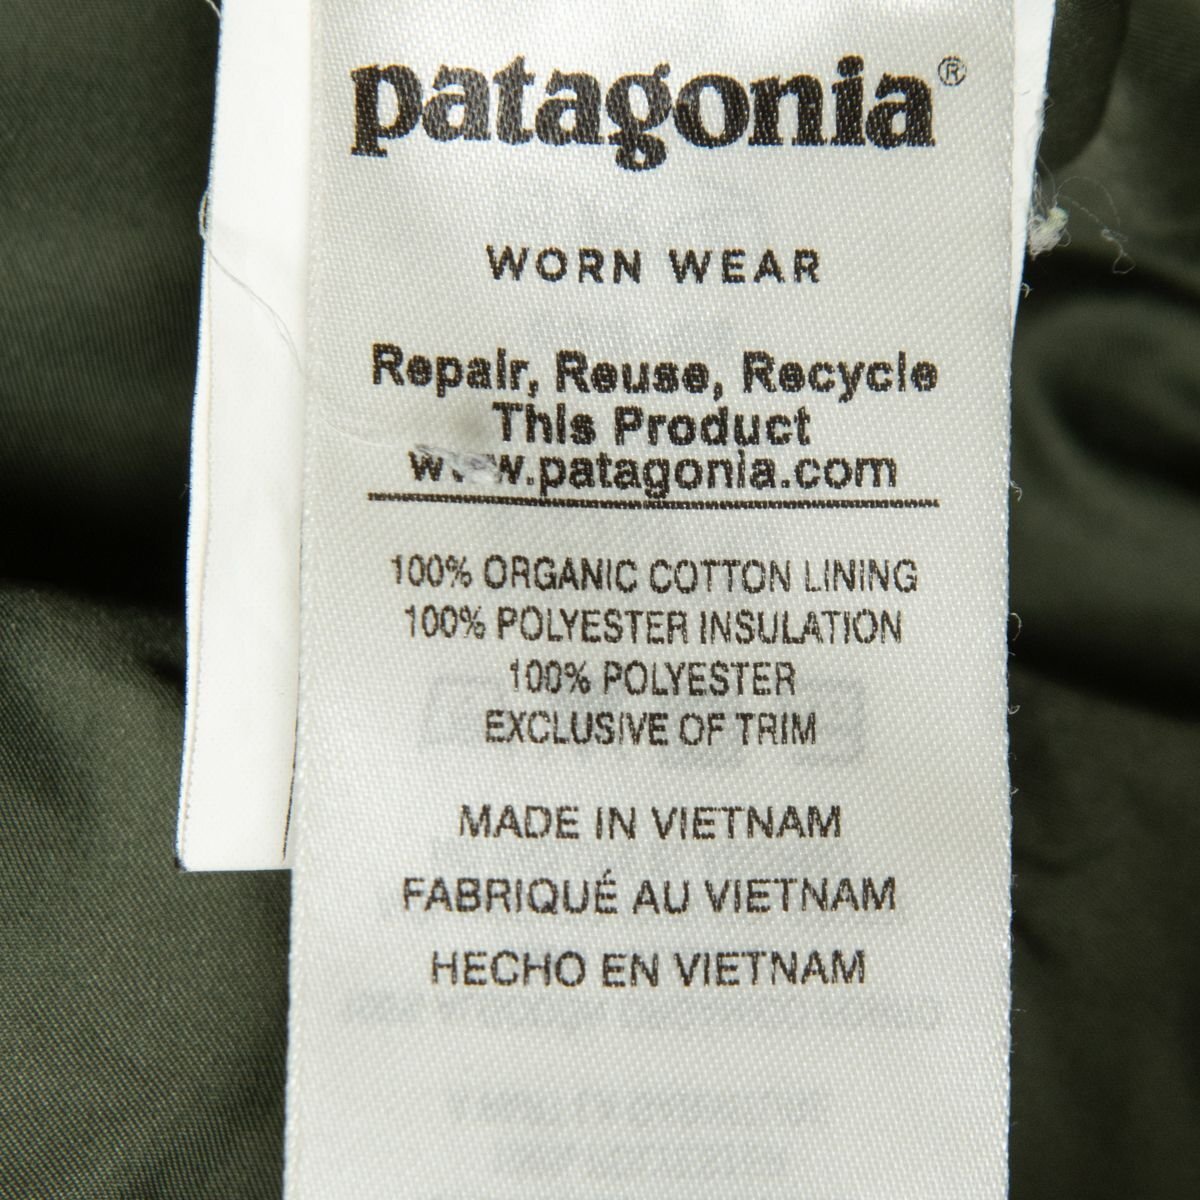 patagonia®
WORN WEAR
Repair, Reuse, Recycle
This Product
www.patagonia.com
100% ORGANIC COTTON LINING
100% POLYESTER INSULATION
100% POLYESTER
EXCLUSIVE OF TRIM
MADE IN VIETNAM
FABRIQUÉ AU VIETNAM
HECHO EN VIETNAM